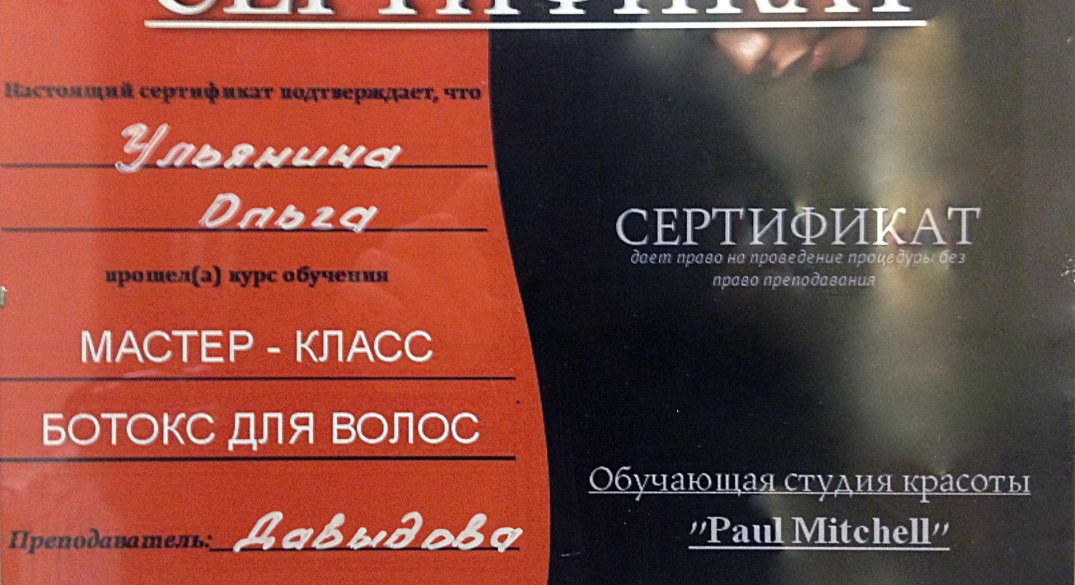 СЕРТИФИКАТ
Настоящий сертификат подтверждает, что
Ульянина
Ольга
прошел(а) курс обучения
МАСТЕР - КЛАСС
БОТОКС ДЛЯ ВОЛОС
Преподаватель: Давыдова
СЕРТИФИКАТ
дает право на проведение процедуры без
право преподавания
Обучающая студия красоты
"Paul Mitchell"